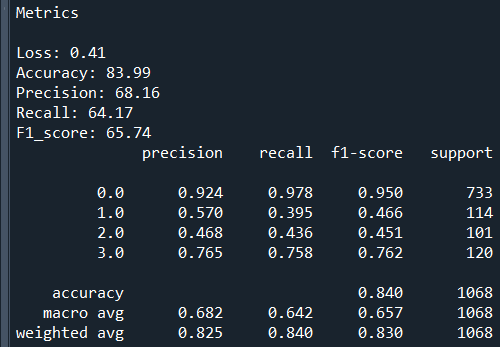 Metrics
Loss: 0.41
Accuracy: 83.99
Precision: 68.16
Recall: 64.17
F1_score: 65.74
precision recall f1-score support
0.0 0.924 0.978 0.950 733
1.0 0.570 0.395 0.466 114
2.0 0.468 0.436 0.451 101
3.0 0.765 0.758 0.762 120
accuracy 0.840 1068
macro avg 0.682 0.642 0.657 1068
weighted avg 0.825 0.840 0.830 1068